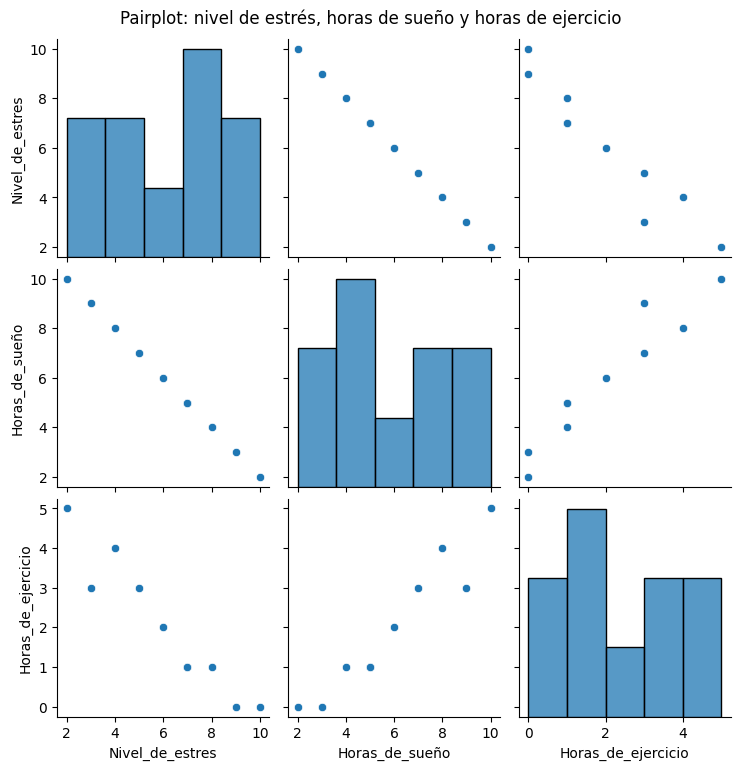 Pairplot: nivel de estrés, horas de sueño y horas de ejercicio
10
8
6
4
2
Nivel_de_estres
10
8
6
4
2
Horas_de_sueño
5
4
3
2
1
0
Horas_de_ejercicio
2 4 6 8 10
2 4 6 8 10
0 2 4
Nivel_de_estres
Horas_de_sueño
Horas_de_ejercicio